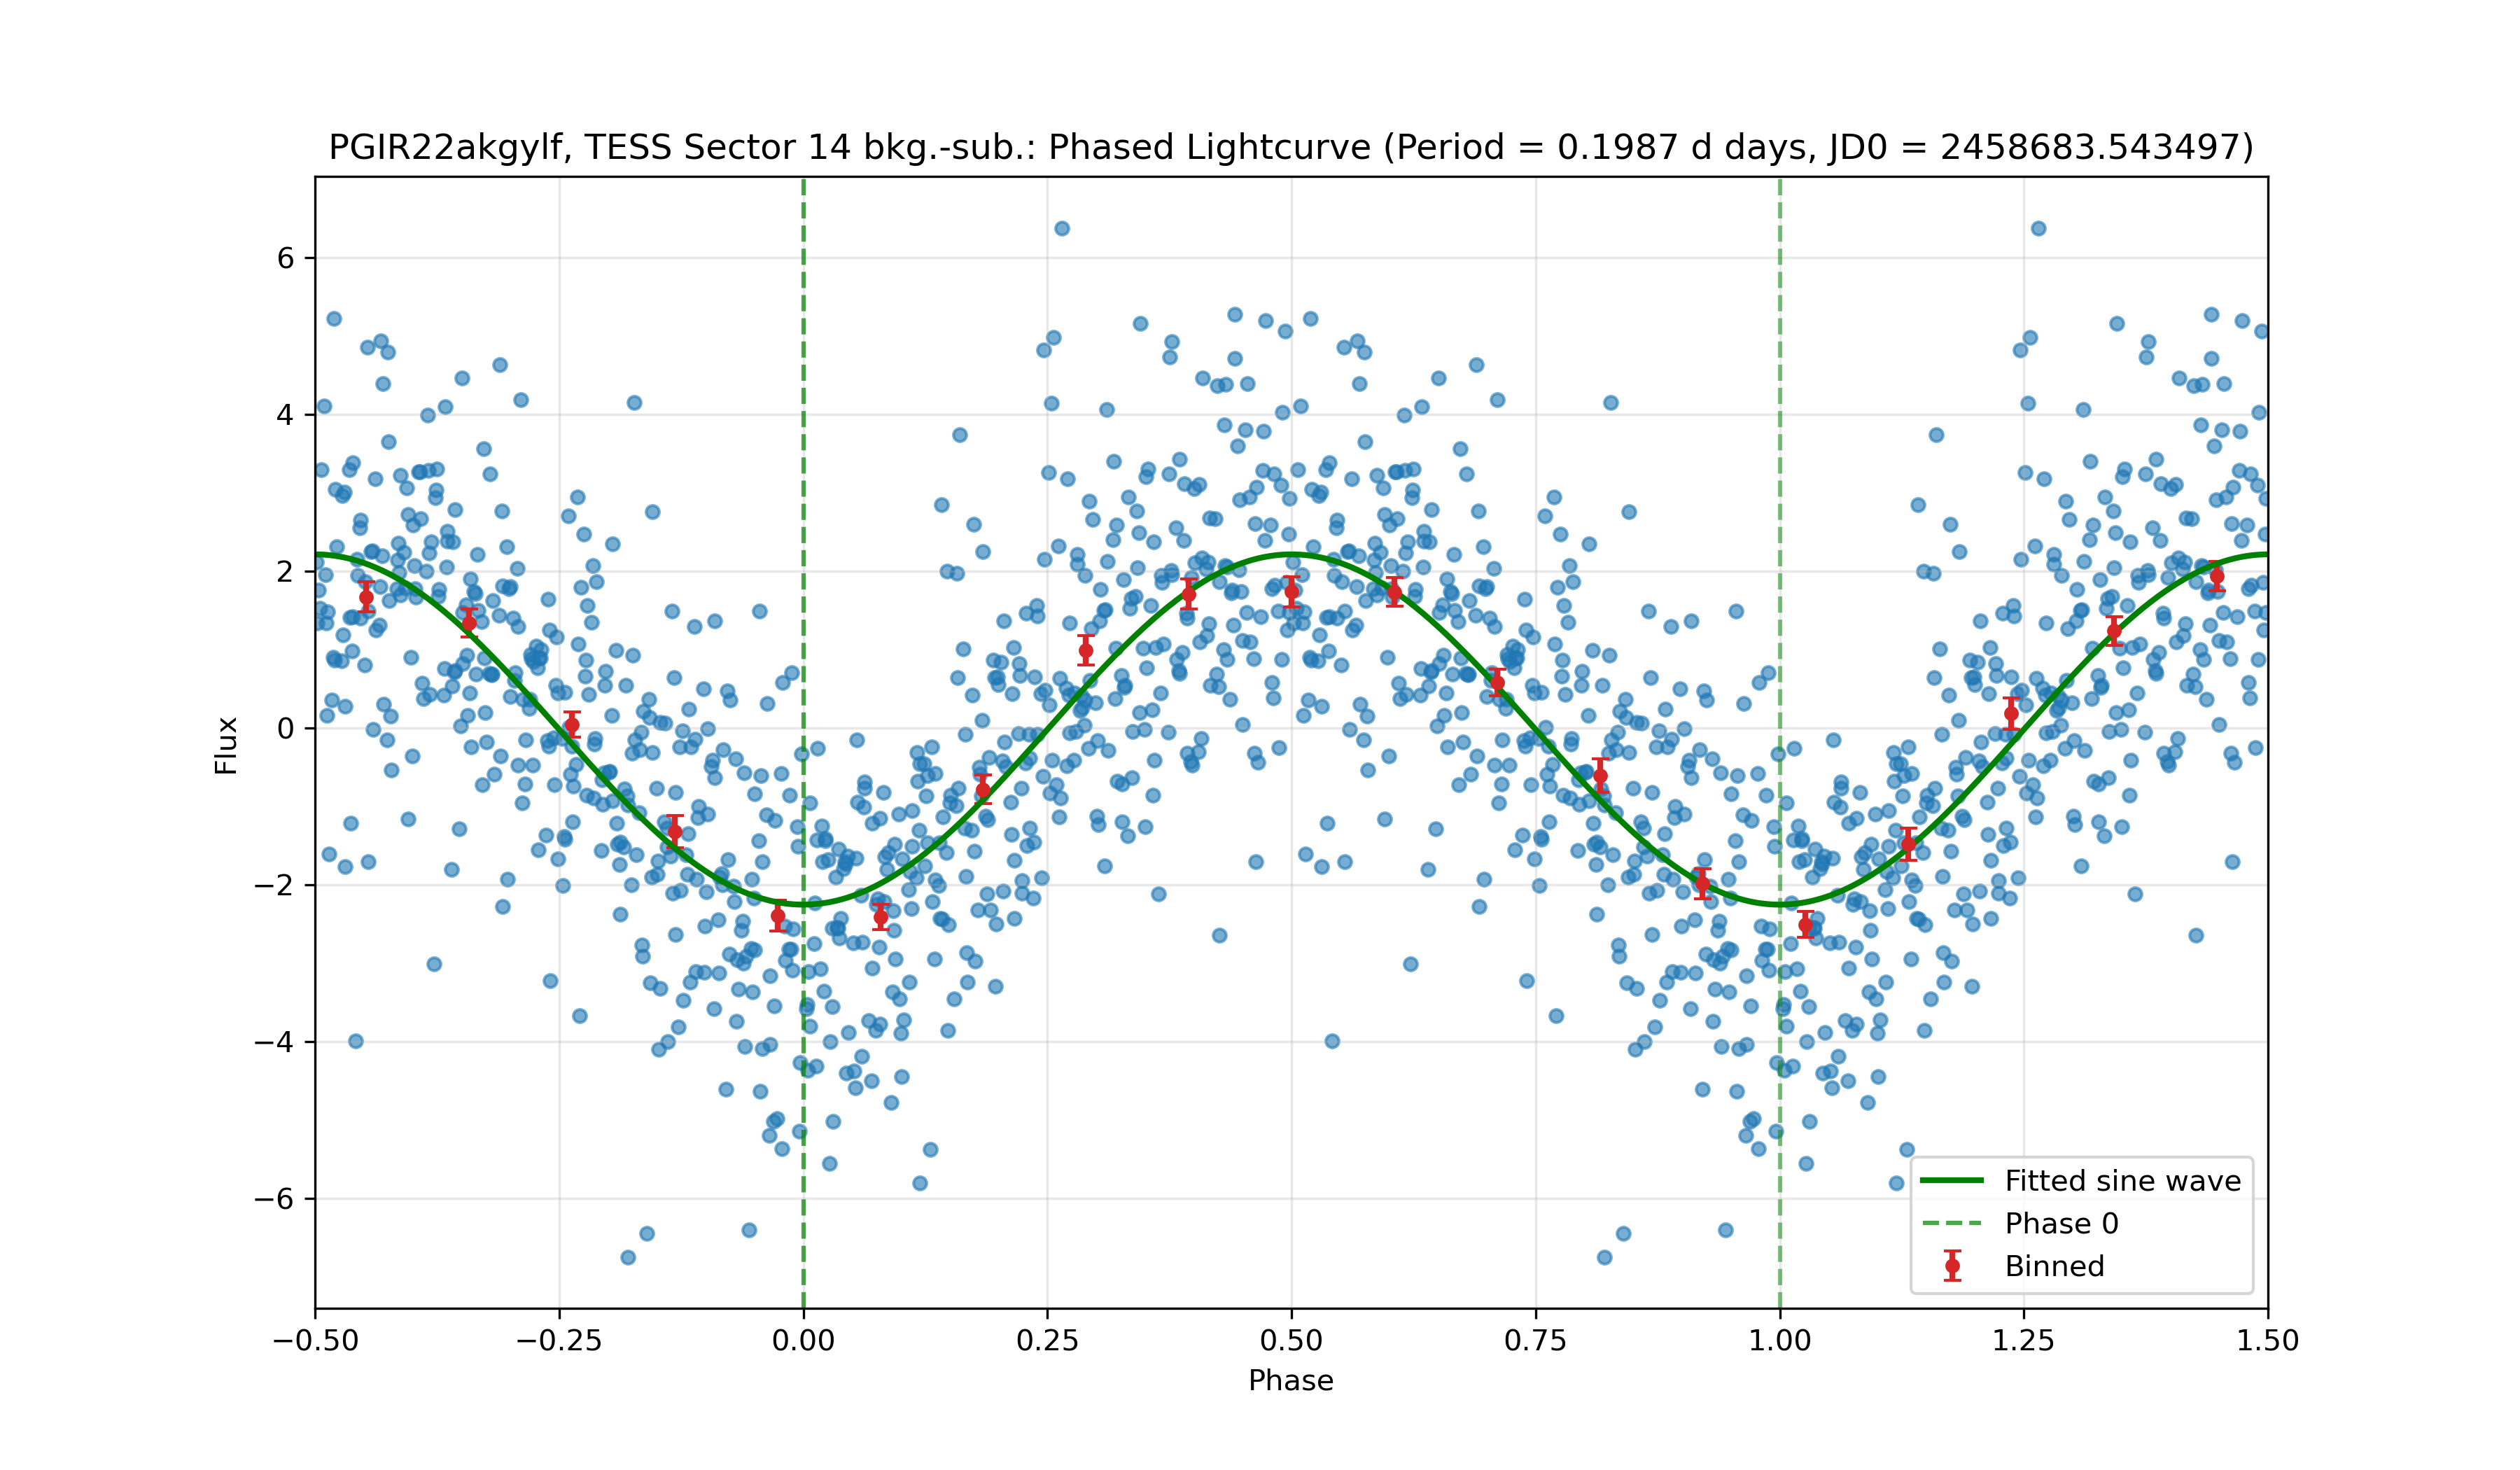 PGIR22akgylf, TESS Sector 14 bkg.-sub.: Phased Lightcurve (Period = 0.1987 d days, JD0 = 2458683.543497)
Flux
6
4
2
0
−2
−4
−6
Fitted sine wave
Phase 0
Binned
−0.50 −0.25 0.00 0.25 0.50 0.75 1.00 1.25 1.50
Phase